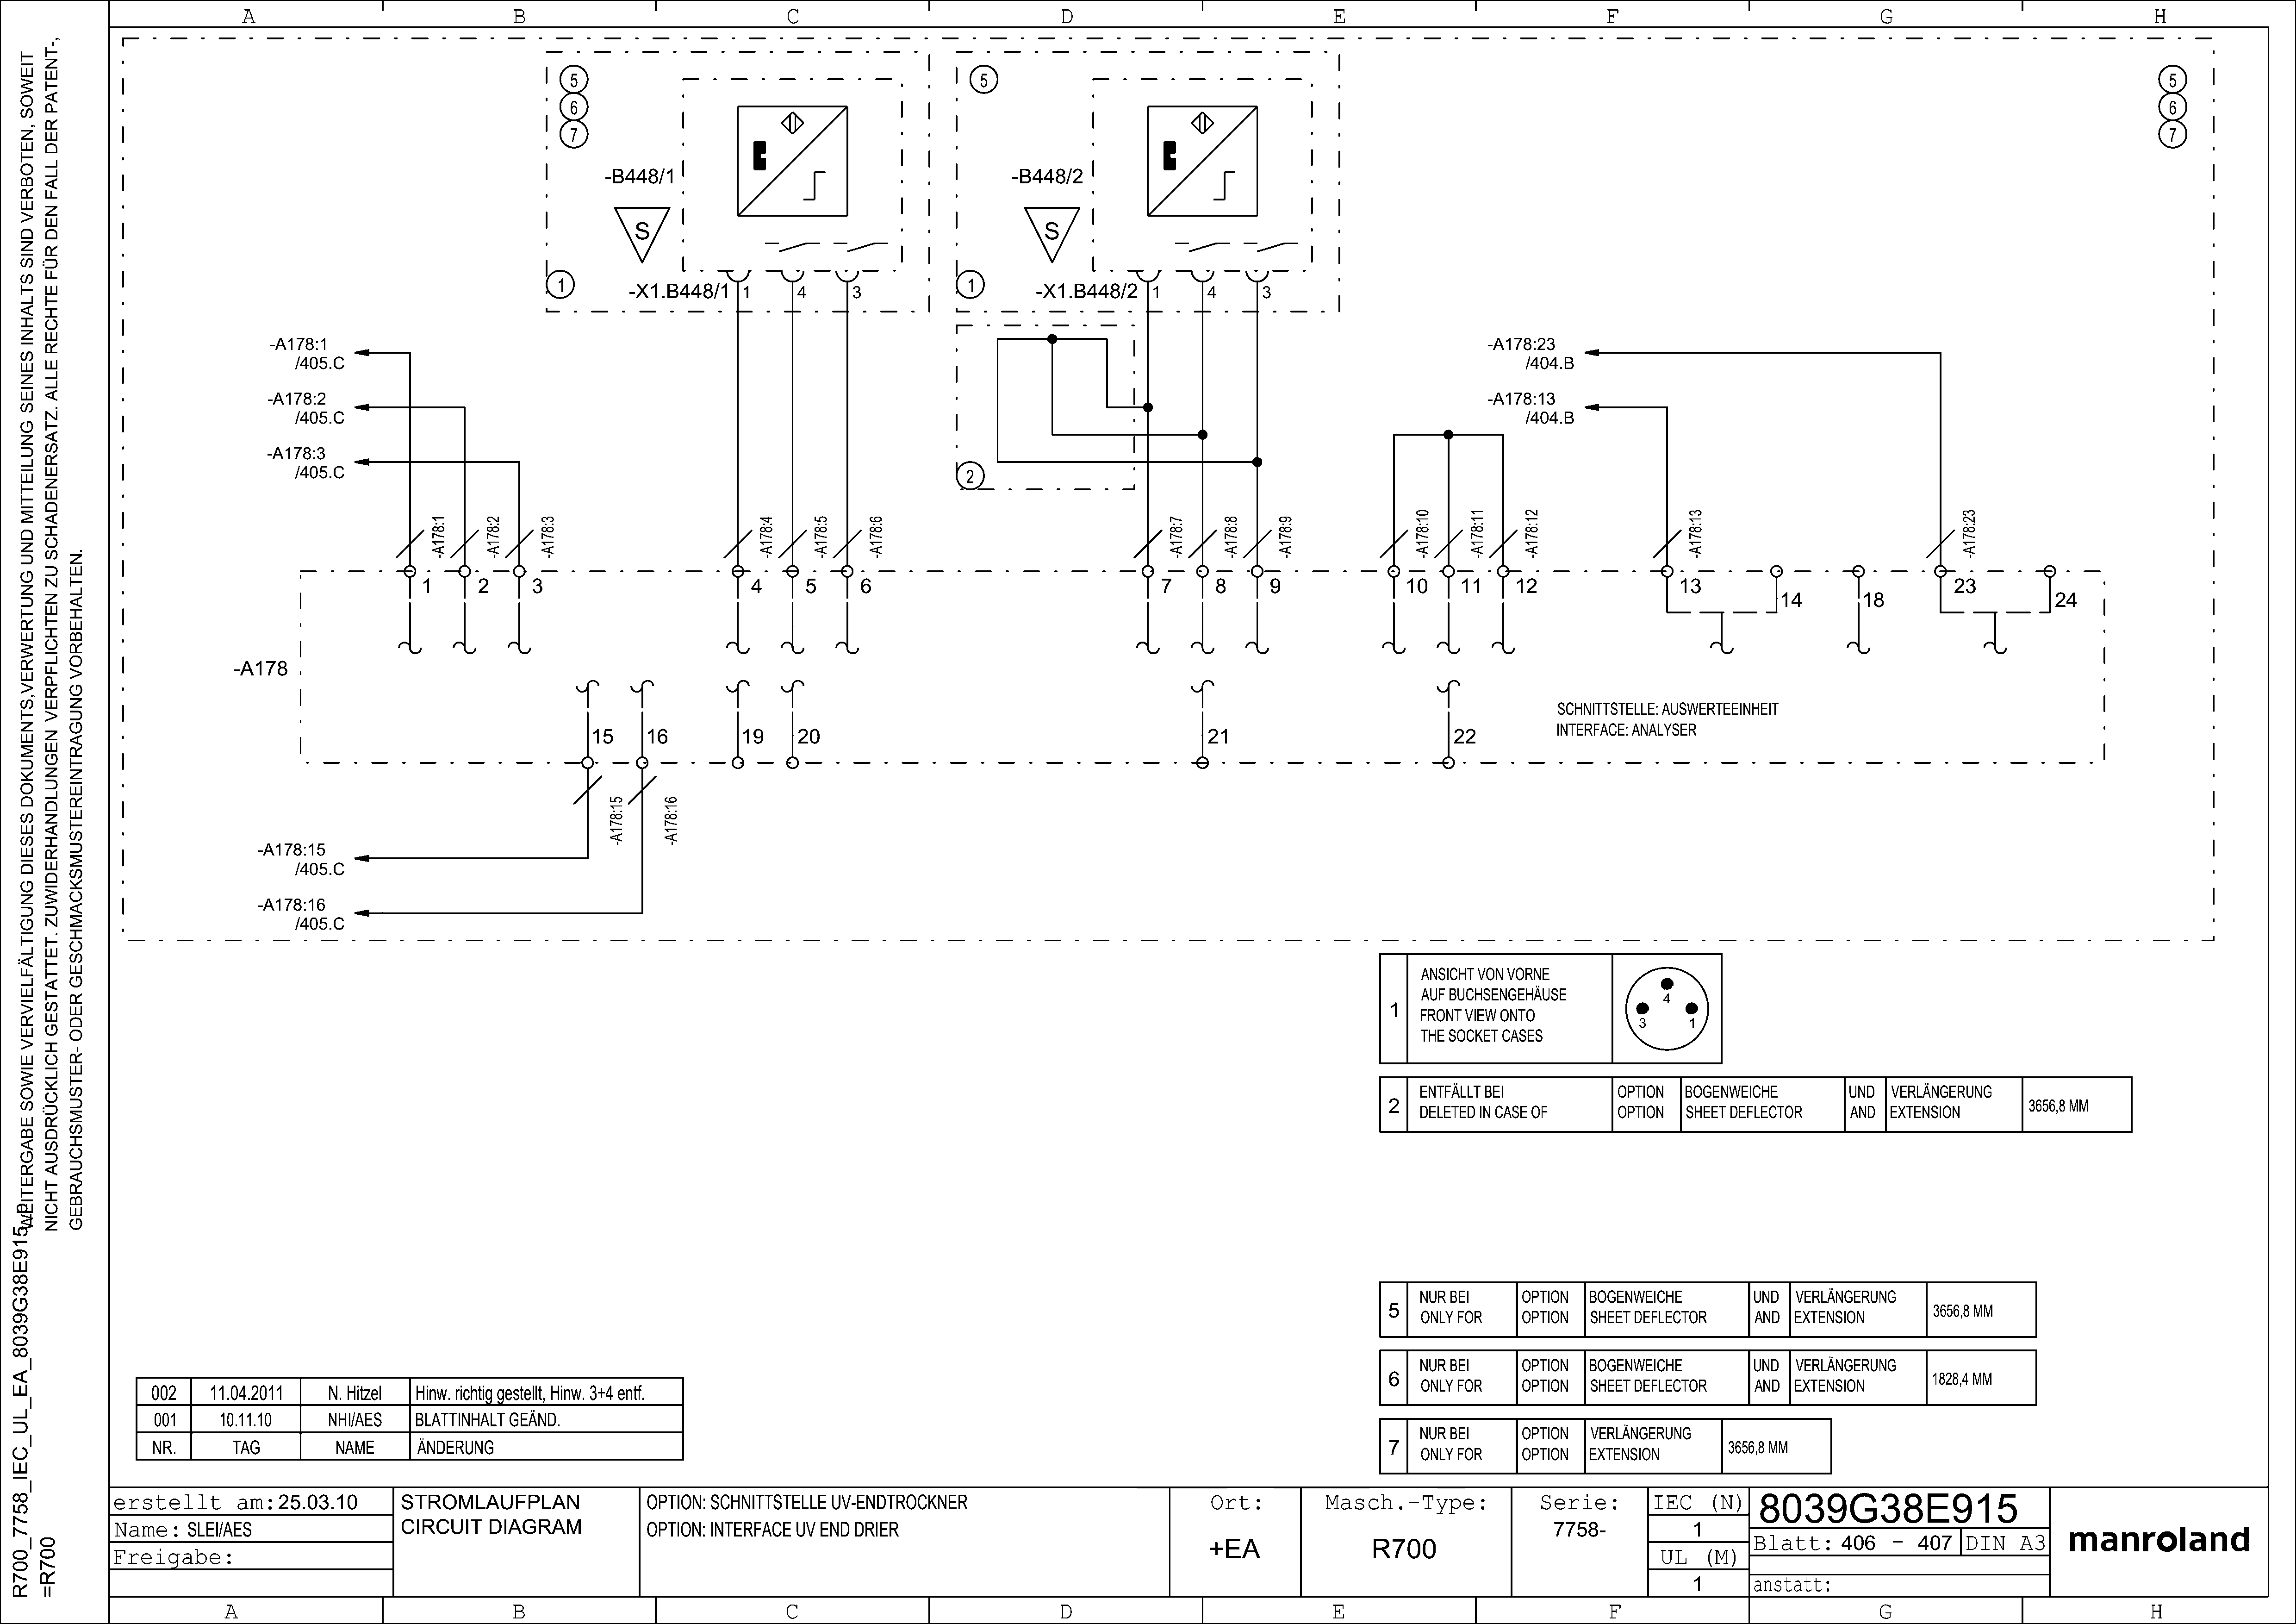 A B C D E F G H
WEITERGABE SOWIE VERVIELFÄLTIGUNG DIESES DOKUMENTS,VERWERTUNG UND MITTEILUNG SEINES INHALTS SIND VERBOTEN, SOWEIT
NICHT AUSDRÜCKLICH GESTATTET. ZUWIDERHANDLUNGEN VERPFLICHTEN ZU SCHADENERSATZ. ALLE RECHTE FÜR DEN FALL DER PATENT-,
GEBRAUCHSMUSTER- ODER GESCHMACKSMUSTEREINTRAGUNG VORBEHALTEN.
R700_7758_IEC_UL_EA_8039G38E915_
=R700
5 5 5
6 6
7 7
-B448/1 -B448/2
S S
1 -X1.B448/1 1 4 3
1 -X1.B448/2 1 4 3
-A178:1
/405.C
-A178:2
/405.C
-A178:3
/405.C
-A178:23
/404.B
-A178:13
/404.B
2
-A178:1 -A178:2 -A178:3 -A178:4 -A178:5 -A178:6 -A178:7 -A178:8 -A178:9 -A178:10 -A178:11 -A178:12 -A178:13 -A178:23
1 2 3 4 5 6 7 8 9 10 11 12 13 14 18 23 24
-A178
SCHNITTSTELLE: AUSWERTEEINHEIT
INTERFACE: ANALYSER
15 16 19 20 21 22
-A178:15 -A178:16
-A178:15
/405.C
-A178:16
/405.C
1 ANSICHT VON VORNE
AUF BUCHSENGEHÄUSE
FRONT VIEW ONTO
THE SOCKET CASES
4
3 1
2 ENTFÄLLT BEI OPTION BOGENWEICHE UND VERLÄNGERUNG 3656,8 MM
DELETED IN CASE OF OPTION SHEET DEFLECTOR AND EXTENSION
5 NUR BEI OPTION BOGENWEICHE UND VERLÄNGERUNG 3656,8 MM
ONLY FOR OPTION SHEET DEFLECTOR AND EXTENSION
6 NUR BEI OPTION BOGENWEICHE UND VERLÄNGERUNG 1828,4 MM
ONLY FOR OPTION SHEET DEFLECTOR AND EXTENSION
7 NUR BEI OPTION VERLÄNGERUNG 3656,8 MM
ONLY FOR OPTION EXTENSION
002 11.04.2011 N. Hitzel Hinw. richtig gestellt, Hinw. 3+4 entf.
001 10.11.10 NHI/AES BLATTINHALT GEÄND.
NR. TAG NAME ÄNDERUNG
erstellt am: 25.03.10
Name: SLEI/AES
Freigabe:
STROMLAUFPLAN
CIRCUIT DIAGRAM
OPTION: SCHNITTSTELLE UV-ENDTROCKNER
OPTION: INTERFACE UV END DRIER
Ort:
+EA
Masch.-Type:
R700
Serie:
7758-
IEC (N)
1
UL (M)
1
8039G38E915
Blatt: 406 - 407 DIN A3
anstatt:
manroland
A B C D E F G H